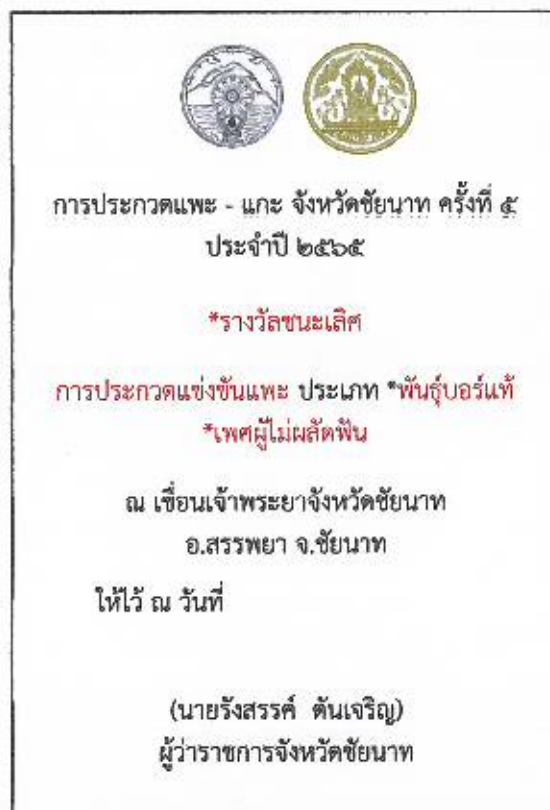 การประกวดแพะ - แกะ จังหวัดชัยนาท ครั้งที่ ๕
ประจำปี ๒๕๖๕
*รางวัลชนะเลิศ
การประกวดแข่งขันแพะ ประเภท *พันธุ์บอร์แท้
*เพศผู้ไม่ผลัดฟัน
ณ เขื่อนเจ้าพระยาจังหวัดชัยนาท
อ.สรรพยา จ.ชัยนาท
ให้ไว้ ณ วันที่
(นายรังสรรค์ ตันเจริญ)
ผู้ว่าราชการจังหวัดชัยนาท